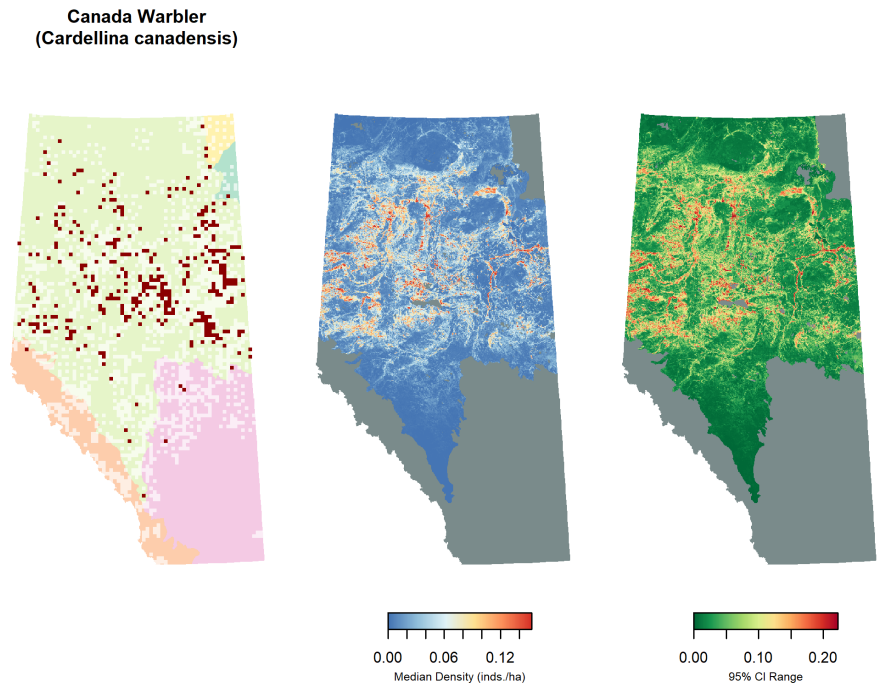 Canada Warbler
(Cardellina canadensis)
0.00 0.06 0.12
Median Density (inds./ha)
0.00 0.10 0.20
95% CI Range